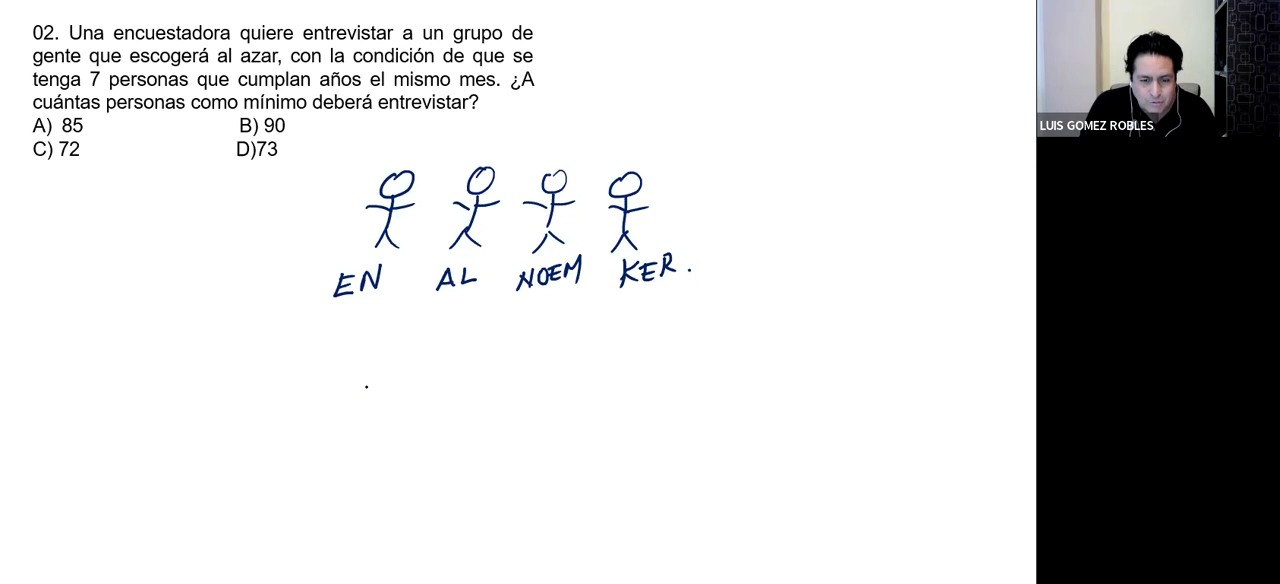 02. Una encuestadora quiere entrevistar a un grupo de
gente que escogerá al azar, con la condición de que se
tenga 7 personas que cumplan años el mismo mes. ¿A
cuántas personas como mínimo deberá entrevistar?
A) 85 B) 90
C) 72 D)73
EN AL NOEM KER.
LUIS GOMEZ ROBLES